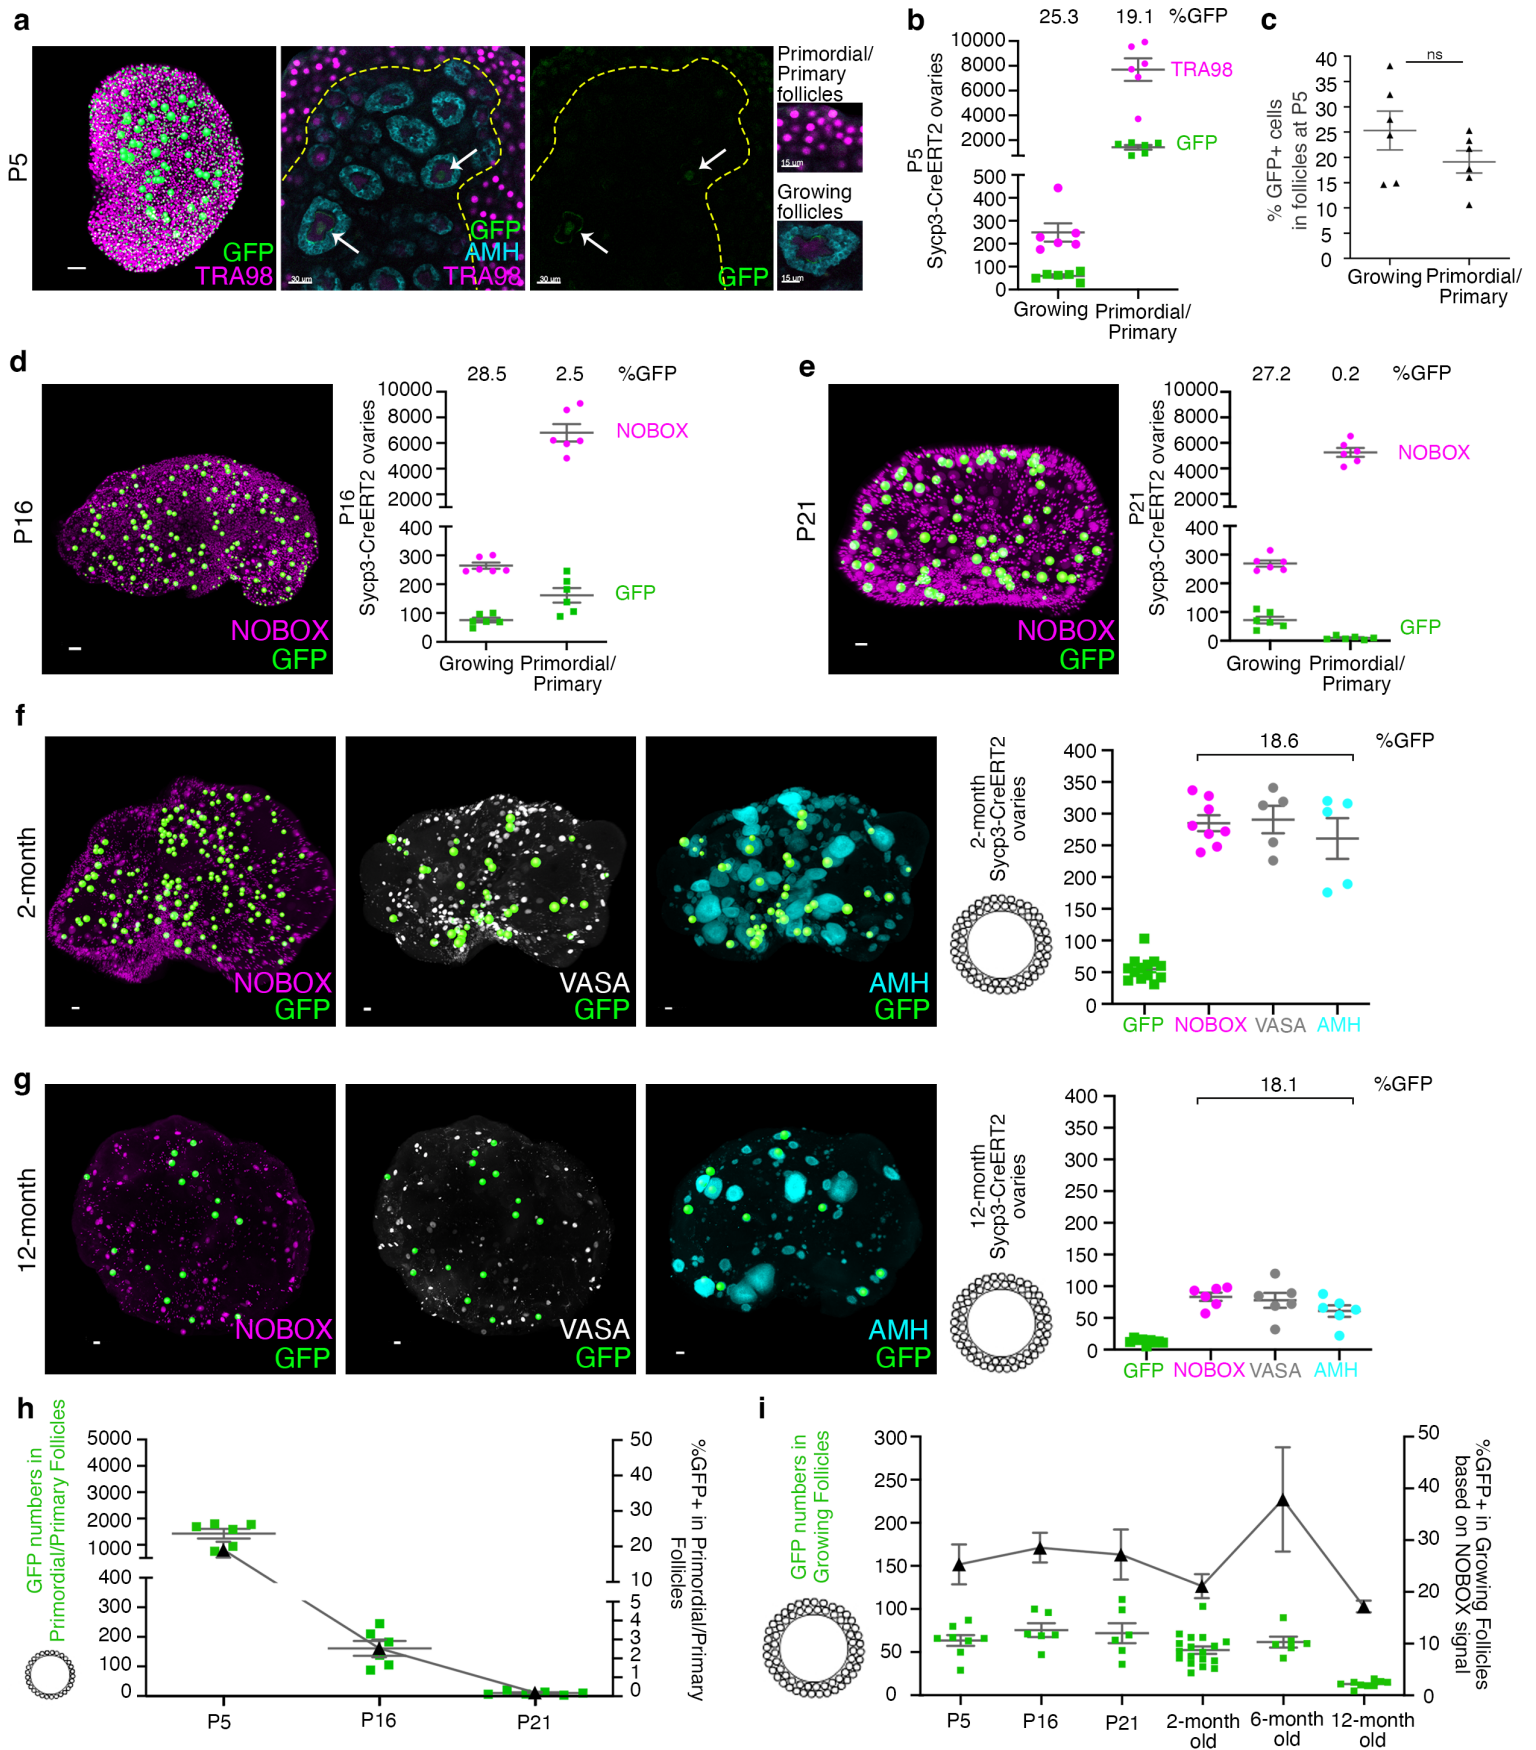 a
P5
GFP
TRA98
30 um
GFP
AMH
TRA98
30 um
GFP
Primordial/
Primary
follicles
15 um
Growing
follicles
15 um
b
25.3 19.1 %GFP
P5
Sycp3-CreERT2 ovaries
10000
8000
6000
4000
2000
500
400
300
200
100
0
TRA98
GFP
Growing
Primordial/
Primary
c
% GFP+ cells
in follicles at P5
40
35
30
25
20
15
10
5
0
ns
Growing
Primordial/
Primary
d
P16
NOBOX
GFP
28.5 2.5 %GFP
P16
Sycp3-CreERT2 ovaries
10000
8000
6000
4000
2000
400
300
200
100
0
NOBOX
GFP
Growing
Primordial/
Primary
e
P21
NOBOX
GFP
27.2 0.2 %GFP
P21
Sycp3-CreERT2 ovaries
10000
8000
6000
4000
2000
400
300
200
100
0
NOBOX
GFP
Growing
Primordial/
Primary
f
2-month
NOBOX
GFP
VASA
GFP
AMH
GFP
2-month
Sycp3-CreERT2
ovaries
18.6 %GFP
400
350
300
250
200
150
100
50
0
GFP NOBOX VASA AMH
g
12-month
NOBOX
GFP
VASA
GFP
AMH
GFP
12-month
Sycp3-CreERT2
ovaries
18.1 %GFP
400
350
300
250
200
150
100
50
0
GFP NOBOX VASA AMH
h
GFP numbers in
Primordial/Primary Follicles
5000
4000
3000
2000
1000
400
300
200
100
0
50
40
30
20
10
5
4
3
2
1
0
%GFP+ in Primordial/Primary
Follicles
P5 P16 P21
i
GFP numbers in
Growing Follicles
300
250
200
150
100
50
0
50
40
30
20
10
0
%GFP+ in Growing Follicles
based on NOBOX signal
P5 P16 P21 2-month old 6-month old 12-month old